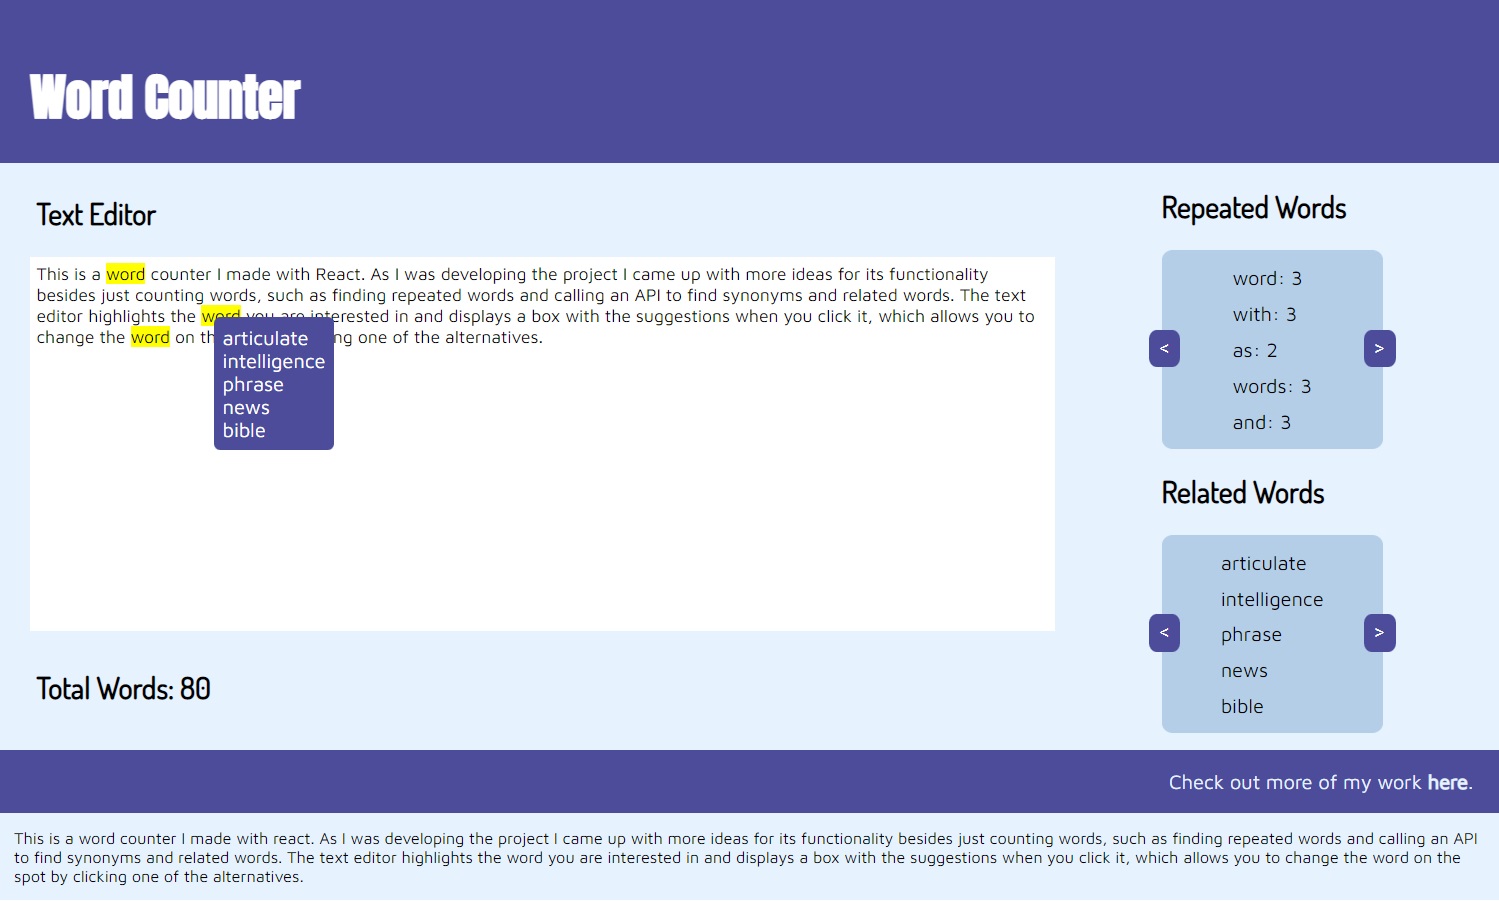 Word Counter
Text Editor
This is a word counter I made with React. As I was developing the project I came up with more ideas for its functionality
besides just counting words, such as finding repeated words and calling an API to find synonyms and related words. The text
editor highlights the word you are interested in and displays a box with the suggestions when you click it, which allows you to
change the word on th ng one of the alternatives.
articulate
intelligence
phrase
news
bible
Total Words: 80
Repeated Words
word: 3
with: 3
as: 2
words: 3
and: 3
<
>
Related Words
articulate
intelligence
phrase
news
bible
<
>
Check out more of my work here.
This is a word counter I made with react. As I was developing the project I came up with more ideas for its functionality besides just counting words, such as finding repeated words and calling an API
to find synonyms and related words. The text editor highlights the word you are interested in and displays a box with the suggestions when you click it, which allows you to change the word on the
spot by clicking one of the alternatives.